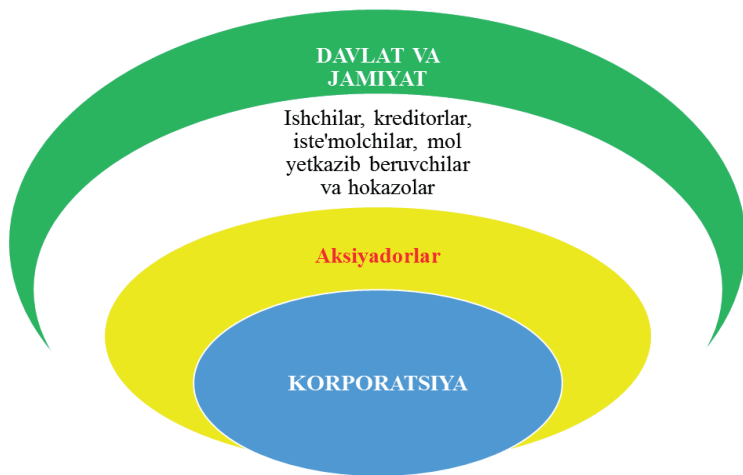 DAVLAT VA
JAMIYAT
Ishchilar, kreditorlar,
iste'molchilar, mol
yetkazib beruvchilar
va hokazolar
Aksiyadorlar
KORPORATSIYA